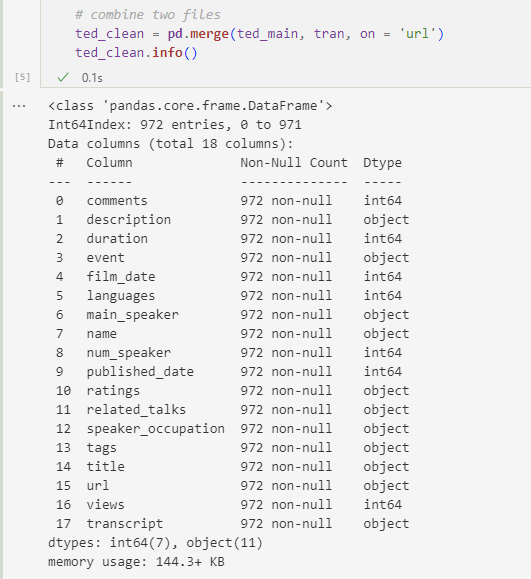 # combine two files
ted_clean = pd.merge(ted_main, tran, on = 'url')
ted_clean.info()
[5] ✓ 0.1s
... <class 'pandas.core.frame.DataFrame'>
Int64Index: 972 entries, 0 to 971
Data columns (total 18 columns):
 #   Column              Non-Null Count  Dtype
---  ------              --------------  -----
 0   comments            972 non-null    int64
 1   description         972 non-null    object
 2   duration            972 non-null    int64
 3   event               972 non-null    object
 4   film_date           972 non-null    int64
 5   languages           972 non-null    int64
 6   main_speaker        972 non-null    object
 7   name                972 non-null    object
 8   num_speaker         972 non-null    int64
 9   published_date      972 non-null    int64
 10  ratings             972 non-null    object
 11  related_talks       972 non-null    object
 12  speaker_occupation  972 non-null    object
 13  tags                972 non-null    object
 14  title               972 non-null    object
 15  url                 972 non-null    object
 16  views               972 non-null    int64
 17  transcript          972 non-null    object
dtypes: int64(7), object(11)
memory usage: 144.3+ KB